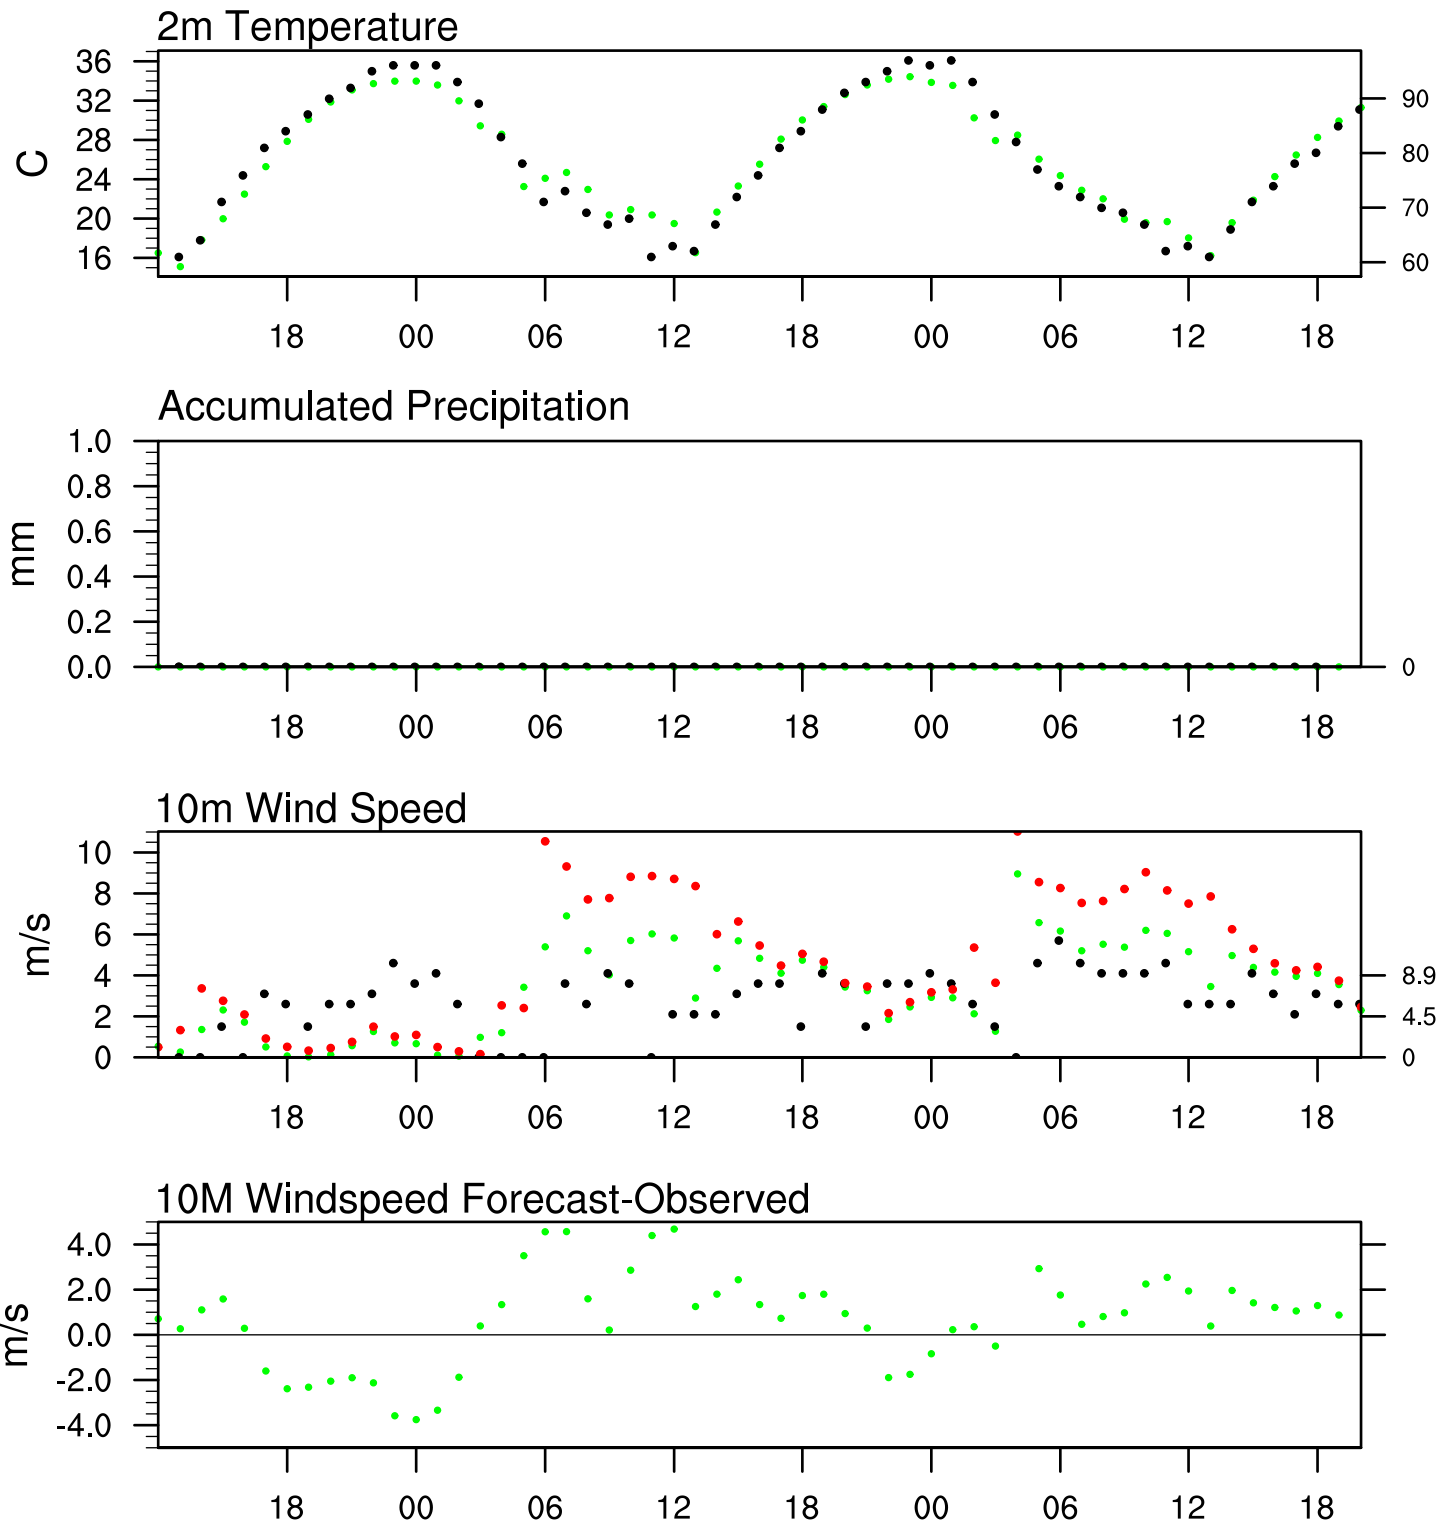 2m Temperature
36
32
28
24
20
16
C
90
80
70
60
18 00 06 12 18 00 06 12 18
Accumulated Precipitation
1.0
0.8
0.6
0.4
0.2
0.0
mm
0
18 00 06 12 18 00 06 12 18
10m Wind Speed
10
8
6
4
2
0
m/s
8.9
4.5
0
18 00 06 12 18 00 06 12 18
10M Windspeed Forecast-Observed
4.0
2.0
0.0
-2.0
-4.0
m/s
18 00 06 12 18 00 06 12 18